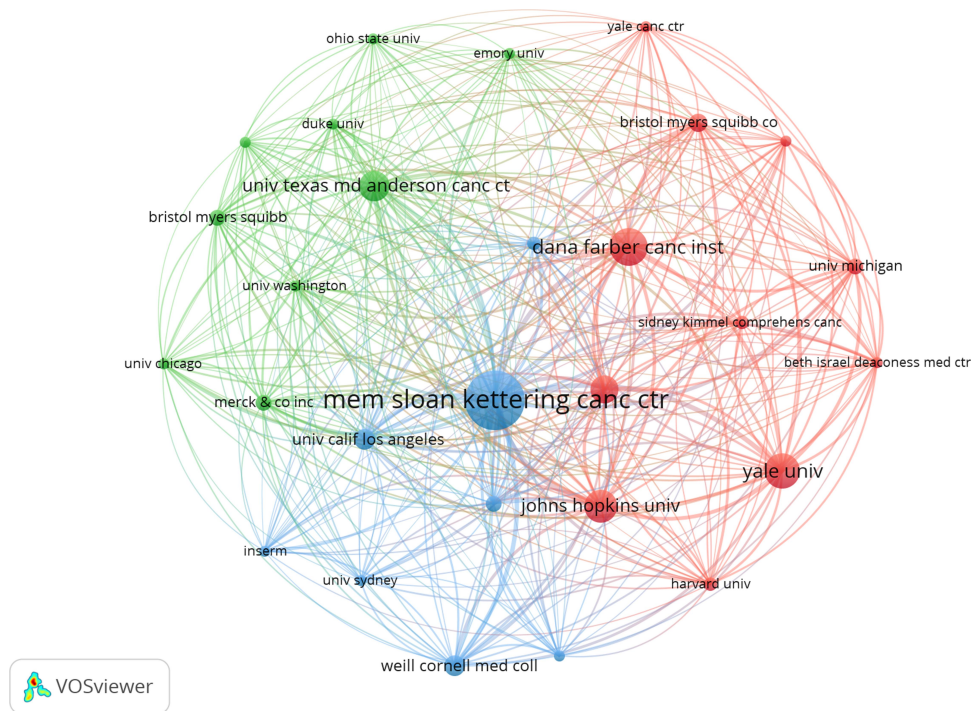 yale canc ctr
ohio state univ
emory univ
duke univ
bristol myers squibb co
univ texas md anderson canc ct
bristol myers squibb
dana farber canc inst
univ michigan
univ washington
sidney kimmel comprehens canc
univ chicago
beth israel deaconess med ctr
merck & co inc
mem sloan kettering canc ctr
univ calif los angeles
yale univ
johns hopkins univ
inserm
univ sydney
harvard univ
weill cornell med coll
VOSviewer